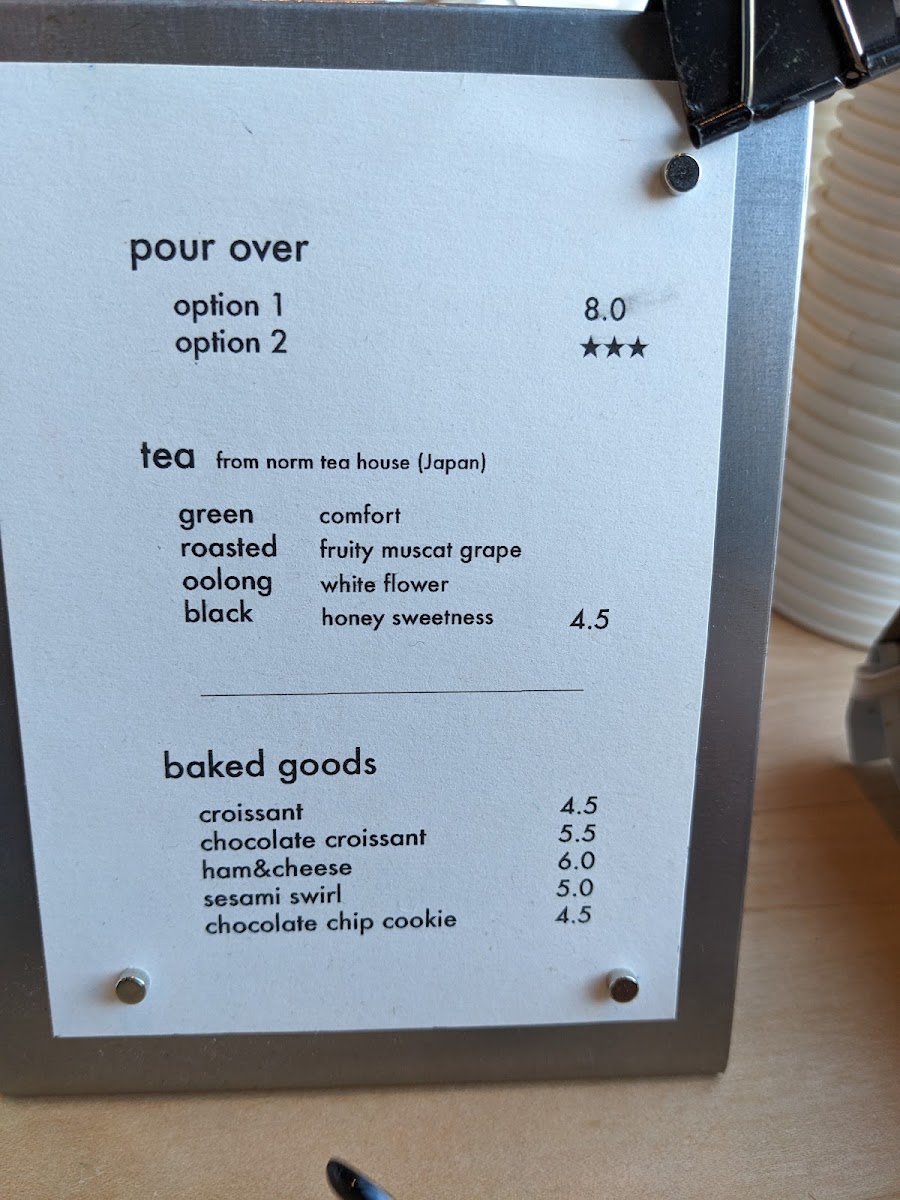 pour over
option 1 8.0
option 2 ★★★
tea from norm tea house (Japan)
green comfort
roasted fruity muscat grape
oolong white flower
black honey sweetness 4.5
baked goods
croissant 4.5
chocolate croissant 5.5
ham&cheese 6.0
sesami swirl 5.0
chocolate chip cookie 4.5